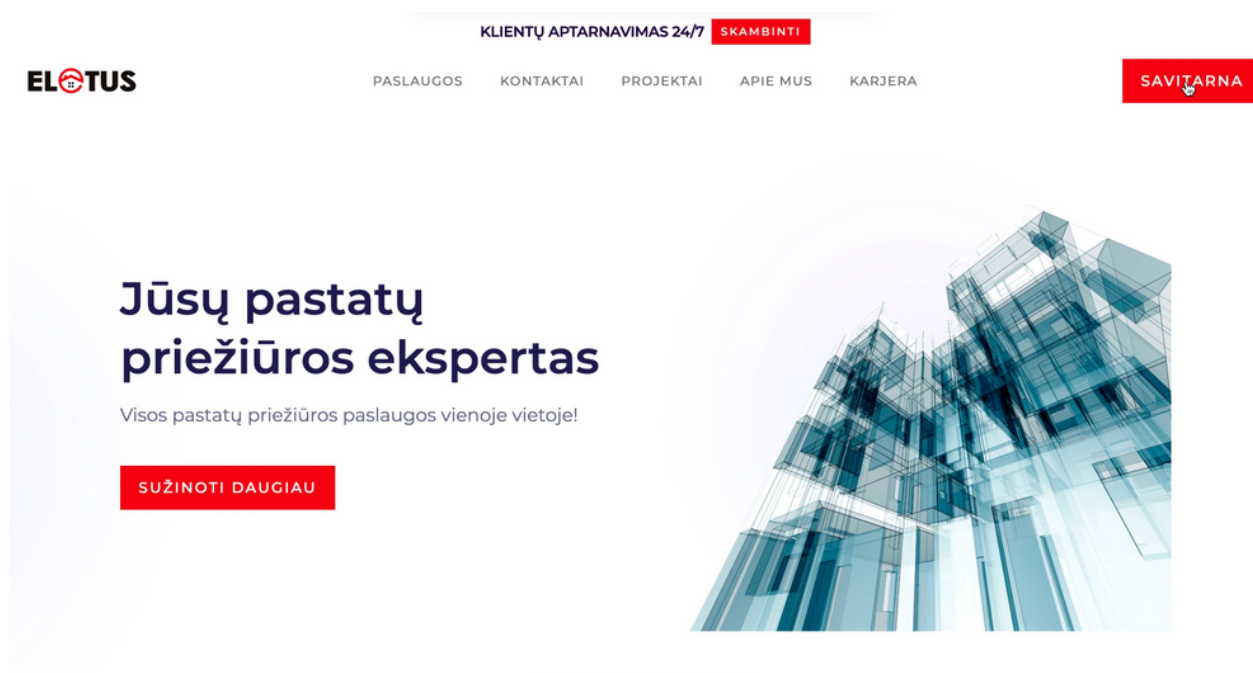 KLIENTŲ APTARNAVIMAS 24/7 SKAMBINTI
ELOTUS
PASLAUGOS KONTAKTAI PROJEKTAI APIE MUS KARJERA
SAVITARNA
Jūsų pastatų
priežiūros ekspertas
Visos pastatų priežiūros paslaugos vienoje vietoje!
SUŽINOTI DAUGIAU